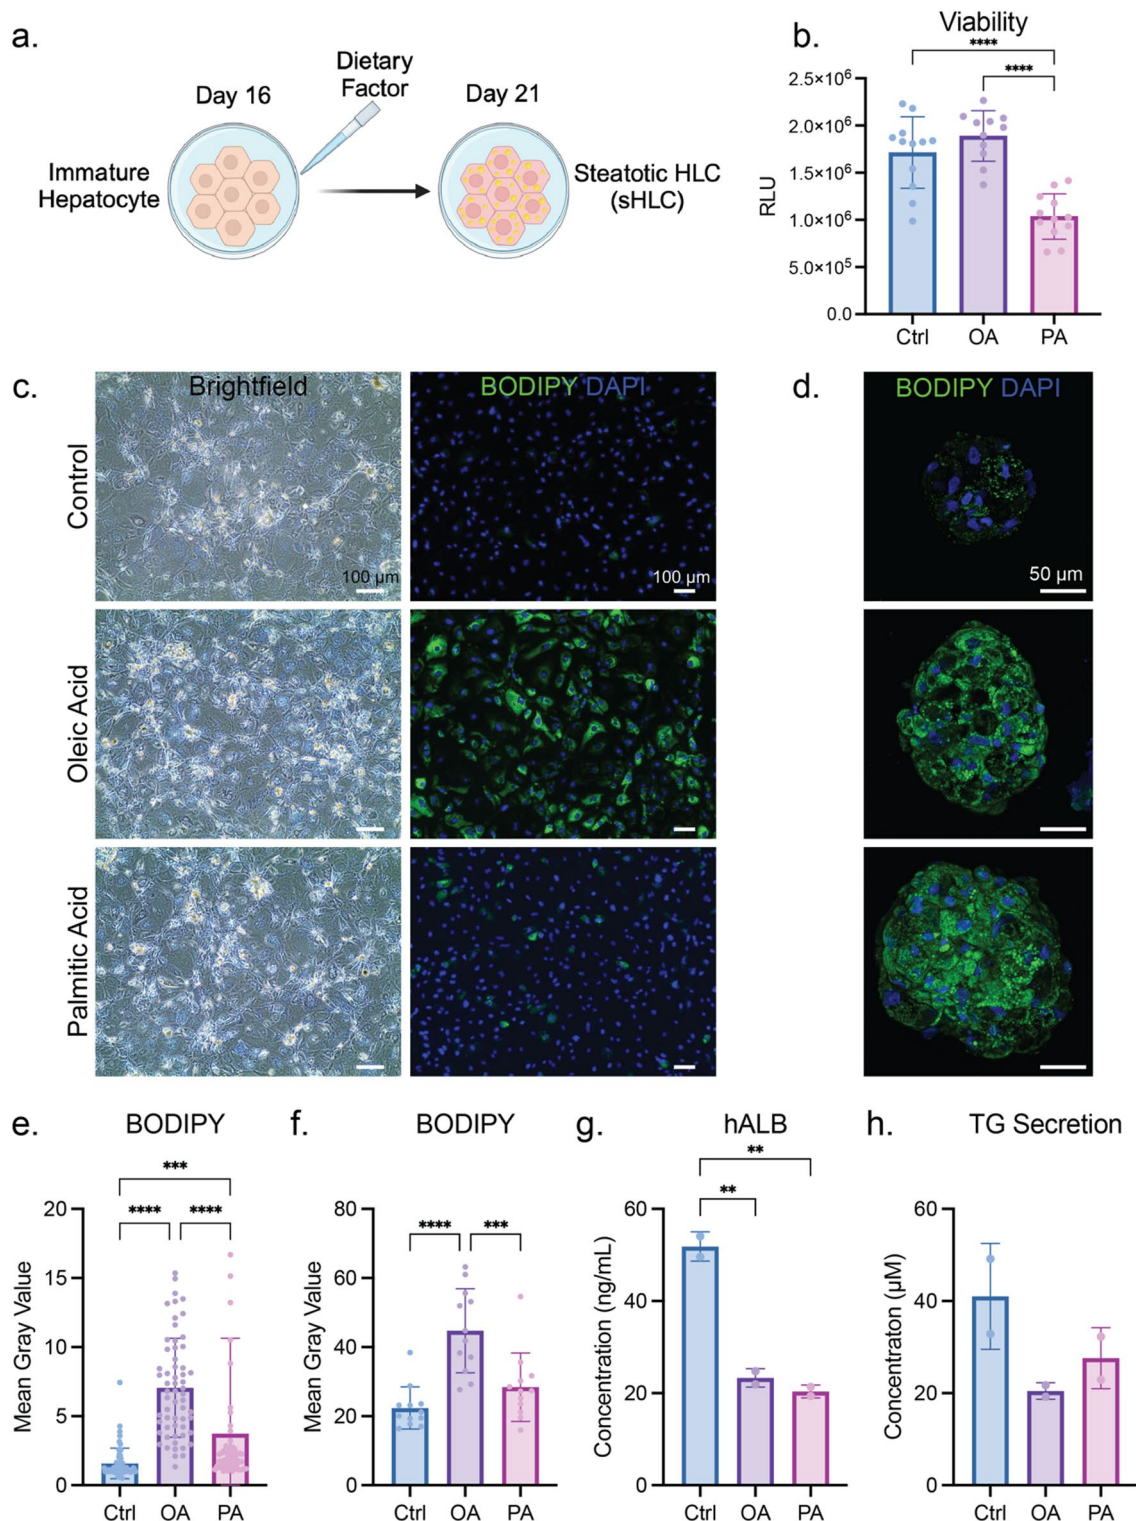 a.
Day 16
Dietary
Factor
Day 21
Immature
Hepatocyte
Steatotic HLC
(sHLC)
b.
Viability
****
****
2.5×10⁶
2.0×10⁶
1.5×10⁶
1.0×10⁶
5.0×10⁵
0.0
RLU
Ctrl OA PA
c.
Brightfield
BODIPY DAPI
Control
100 µm
100 µm
Oleic Acid
Palmitic Acid
d.
BODIPY DAPI
50 µm
e.
BODIPY
***
**** ****
20
15
10
5
0
Mean Gray Value
Ctrl OA PA
f.
BODIPY
**** ***
80
60
40
20
0
Mean Gray Value
Ctrl OA PA
g.
hALB
**
**
60
40
20
0
Concentration (ng/mL)
Ctrl OA PA
h.
TG Secretion
60
40
20
0
Concentraton (µM)
Ctrl OA PA